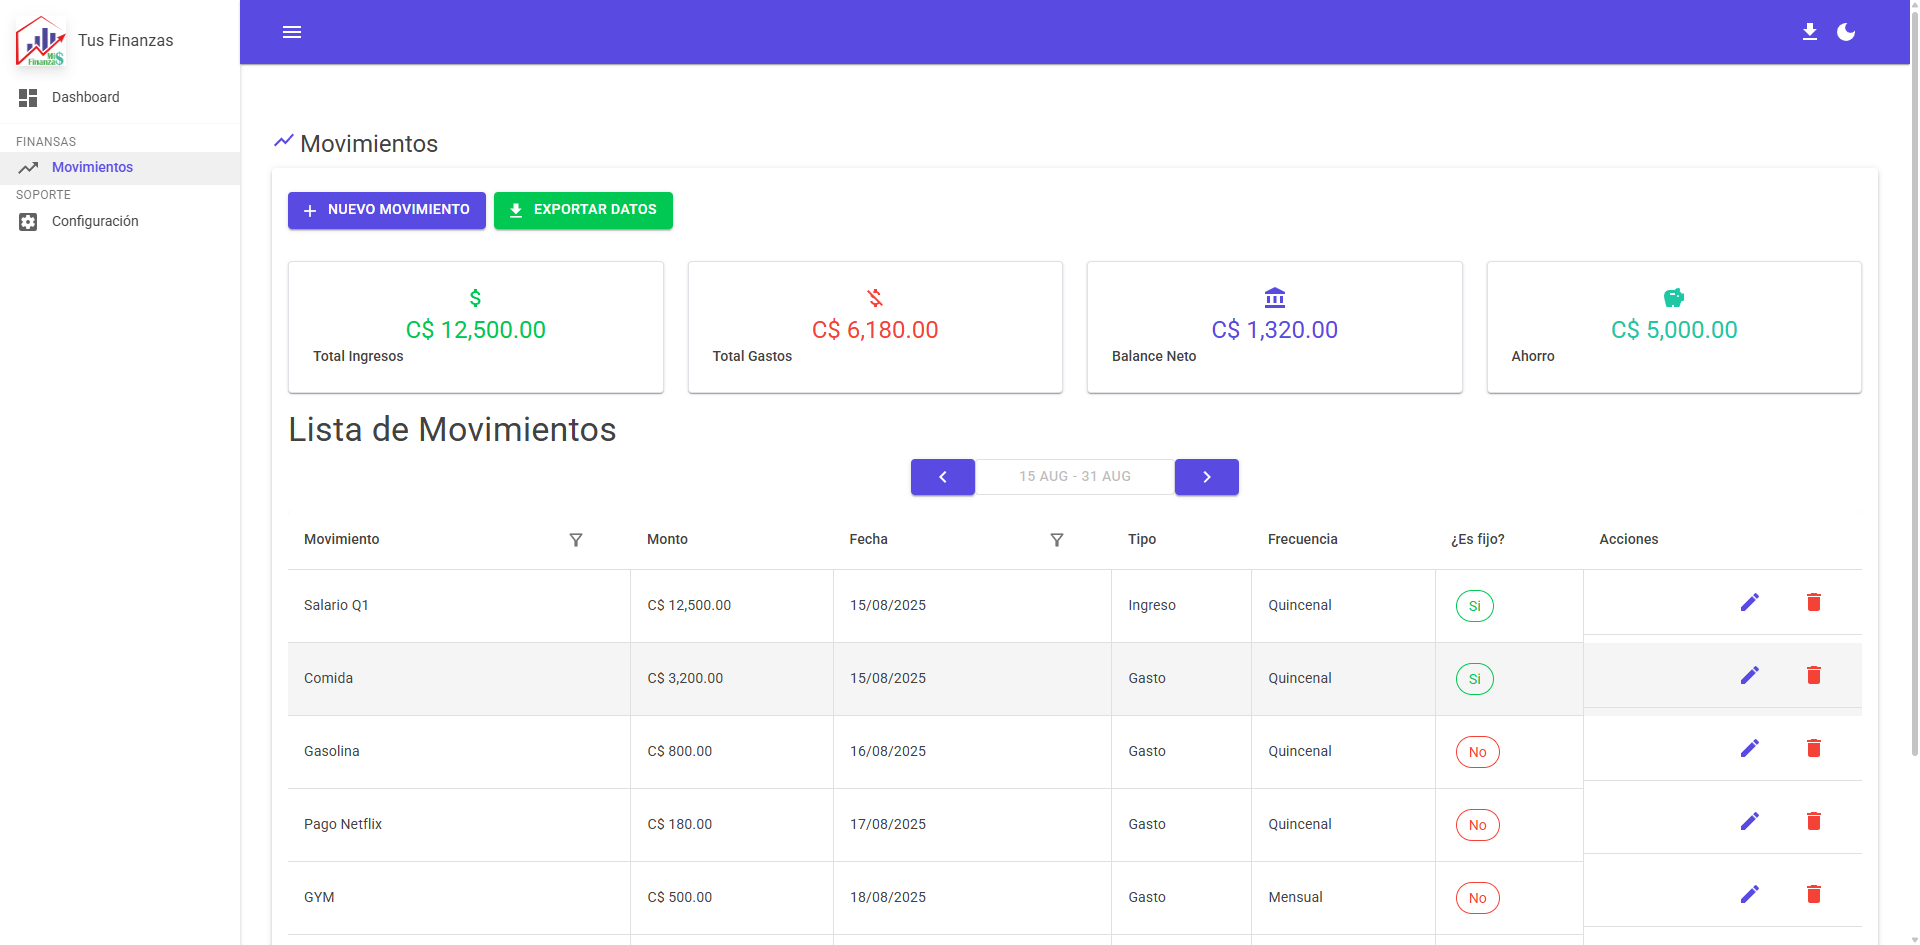 Mis
Finanza$
Tus Finanzas
Dashboard
FINANSAS
Movimientos
SOPORTE
Configuración
Movimientos
NUEVO MOVIMIENTO
EXPORTAR DATOS
C$ 12,500.00
Total Ingresos
C$ 6,180.00
Total Gastos
C$ 1,320.00
Balance Neto
C$ 5,000.00
Ahorro
Lista de Movimientos
15 AUG - 31 AUG
Movimiento Monto Fecha Tipo Frecuencia ¿Es fijo? Acciones
Salario Q1 C$ 12,500.00 15/08/2025 Ingreso Quincenal Si
Comida C$ 3,200.00 15/08/2025 Gasto Quincenal Si
Gasolina C$ 800.00 16/08/2025 Gasto Quincenal No
Pago Netflix C$ 180.00 17/08/2025 Gasto Quincenal No
GYM C$ 500.00 18/08/2025 Gasto Mensual No